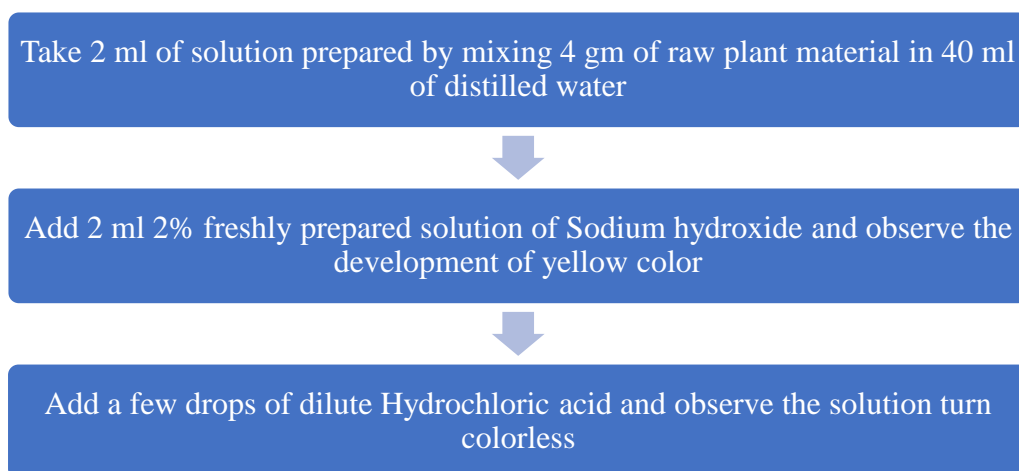 Take 2 ml of solution prepared by mixing 4 gm of raw plant material in 40 ml
of distilled water
Add 2 ml 2% freshly prepared solution of Sodium hydroxide and observe the
development of yellow color
Add a few drops of dilute Hydrochloric acid and observe the solution turn
colorless